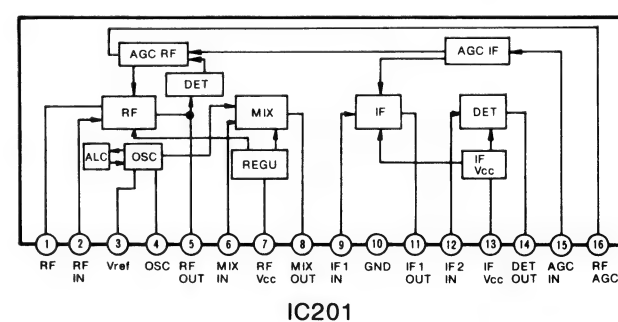 AGC RF
AGC IF
DET
RF
MIX
IF
DET
ALC
OSC
REGU
IF
Vcc
1
2
3
4
5
6
7
8
9
10
11
12
13
14
15
16
RF
RF
IN
Vref
OSC
RF
OUT
MIX
IN
RF
Vcc
MIX
OUT
IF1
IN
GND
IF1
OUT
IF2
IN
IF
Vcc
DET
OUT
AGC
IN
RF
AGC
IC201